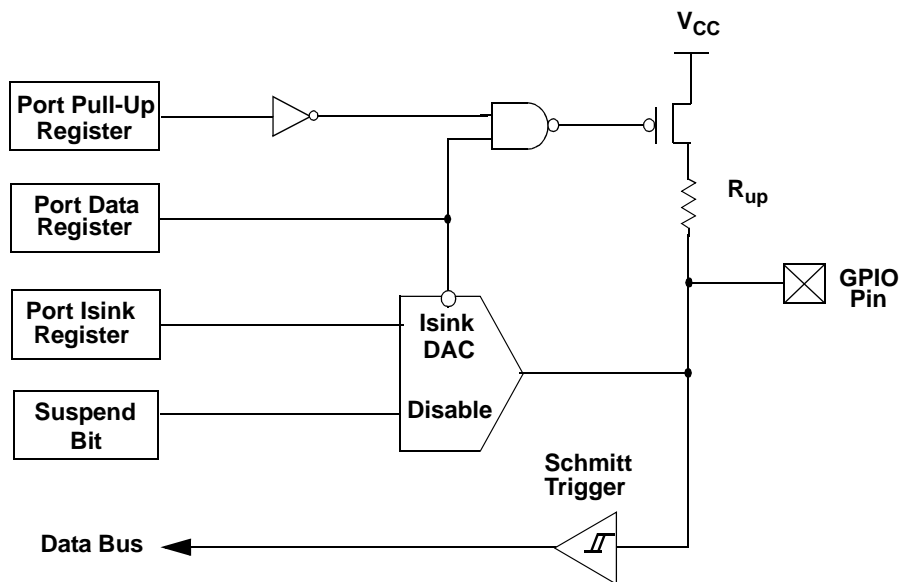 VCC
Port Pull-Up
Register
Port Data
Register
Rup
GPIO
Pin
Port Isink
Register
Isink
DAC
Suspend
Bit
Disable
Schmitt
Trigger
Data Bus